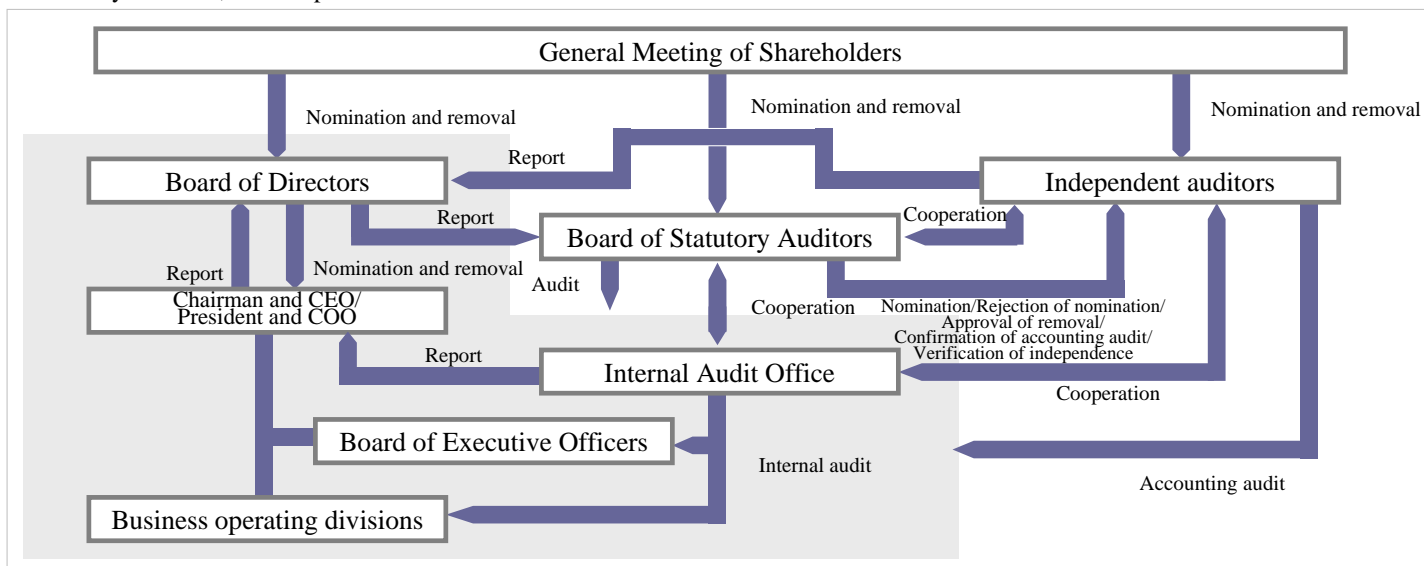 General Meeting of Shareholders
Nomination and removal
Nomination and removal
Nomination and removal
Report
Board of Directors
Independent auditors
Report
Cooperation
Board of Statutory Auditors
Report
Nomination and removal
Audit
Chairman and CEO/
President and COO
Cooperation
Nomination/Rejection of nomination/
Approval of removal/
Confirmation of accounting audit/
Verification of independence
Report
Internal Audit Office
Cooperation
Board of Executive Officers
Internal audit
Accounting audit
Business operating divisions